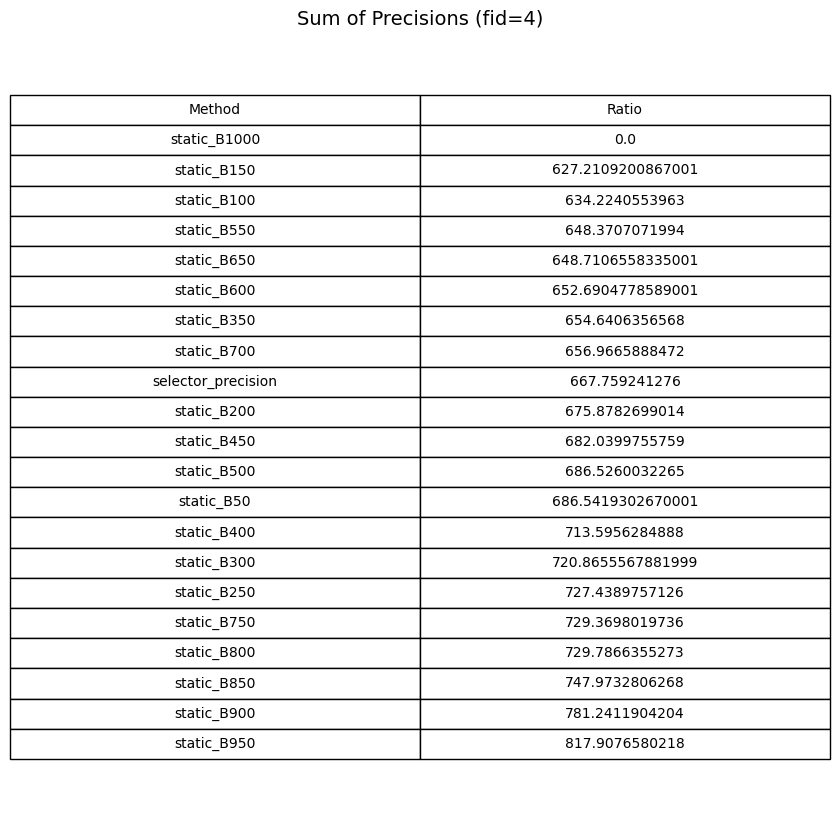 Sum of Precisions (fid=4)
Method Ratio
static_B1000 0.0
static_B150 627.2109200867001
static_B100 634.2240553963
static_B550 648.3707071994
static_B650 648.7106558335001
static_B600 652.6904778589001
static_B350 654.6406356568
static_B700 656.9665888472
selector_precision 667.759241276
static_B200 675.8782699014
static_B450 682.0399755759
static_B500 686.5260032265
static_B50 686.5419302670001
static_B400 713.5956284888
static_B300 720.8655567881999
static_B250 727.4389757126
static_B750 729.3698019736
static_B800 729.7866355273
static_B850 747.9732806268
static_B900 781.2411904204
static_B950 817.9076580218